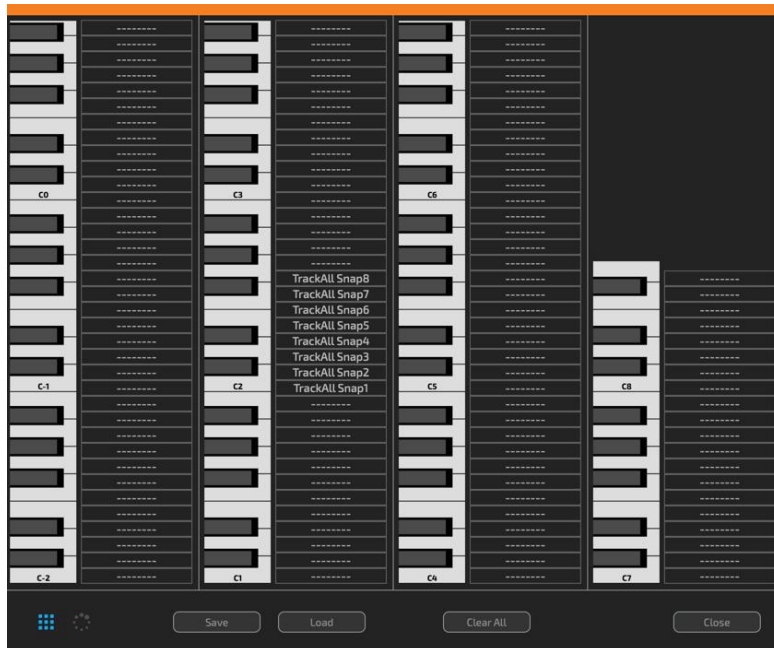 C0
C-1
C-2
C3
TrackAll Snap8
TrackAll Snap7
TrackAll Snap6
TrackAll Snap5
TrackAll Snap4
TrackAll Snap3
TrackAll Snap2
C2 TrackAll Snap1
C1
C6
C5
C4
C8
C7
Save Load Clear All Close